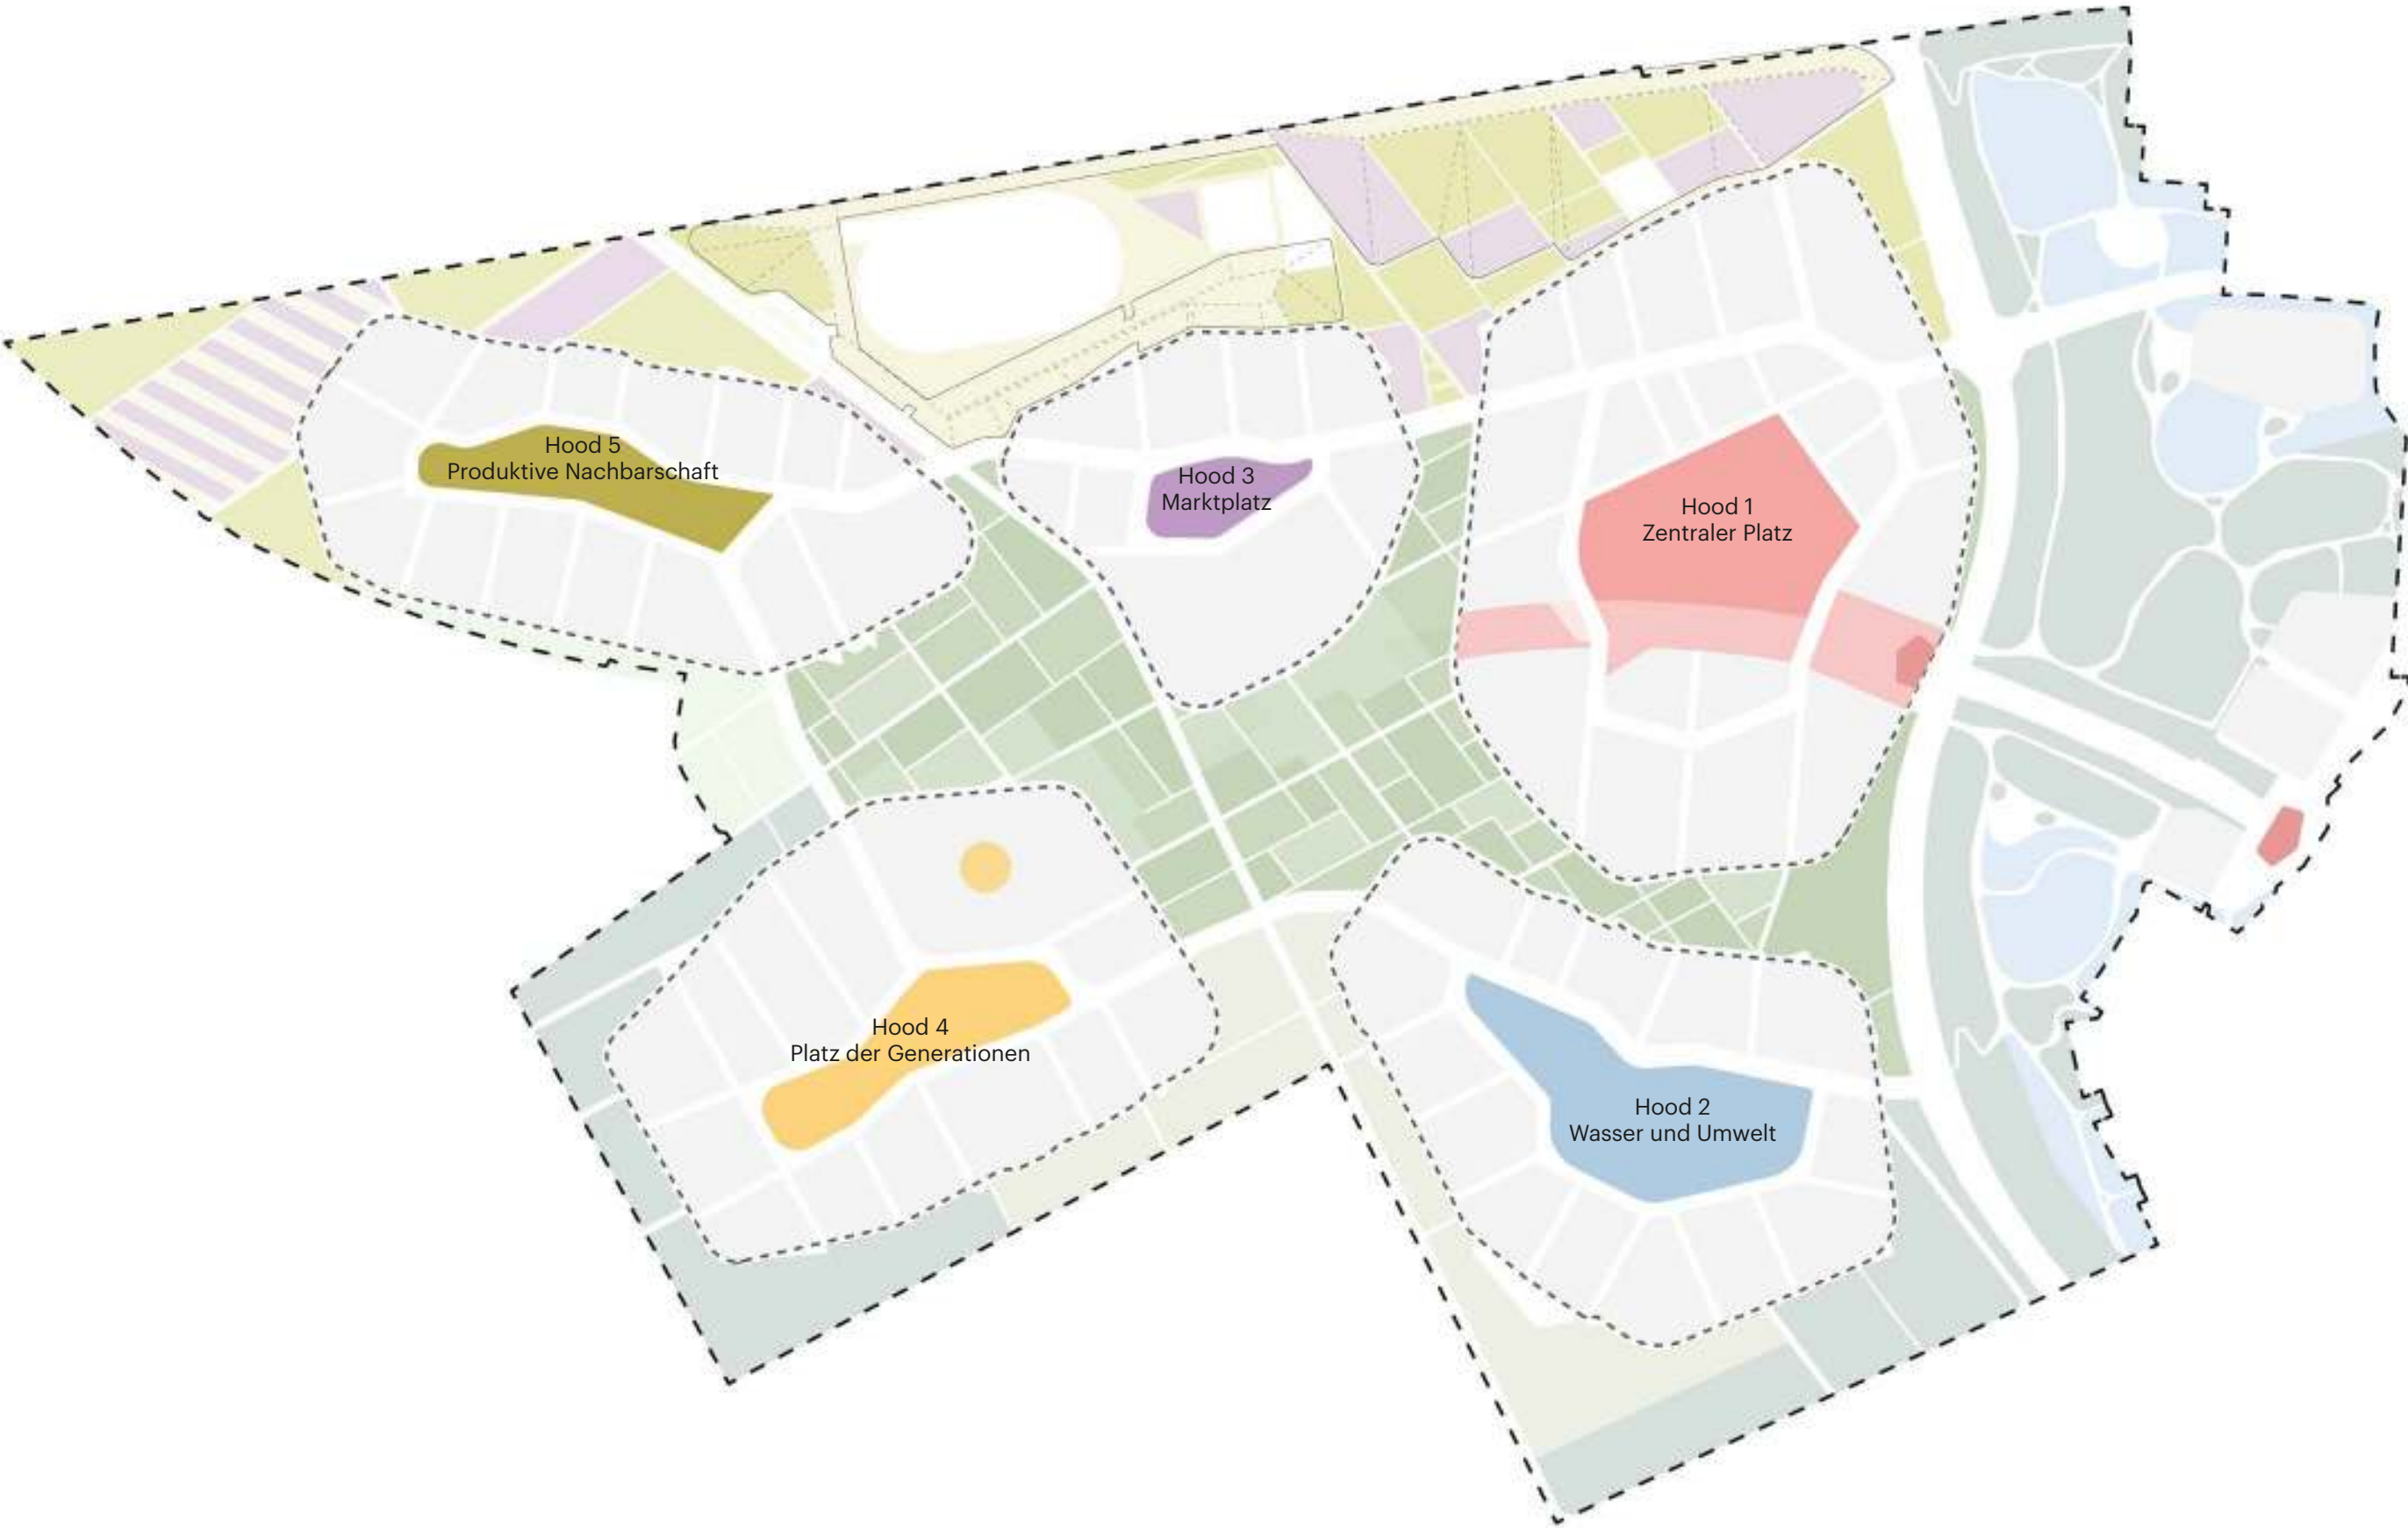 Hood 5
Produktive Nachbarschaft
Hood 3
Marktplatz
Hood 1
Zentraler Platz
Hood 4
Platz der Generationen
Hood 2
Wasser und Umwelt